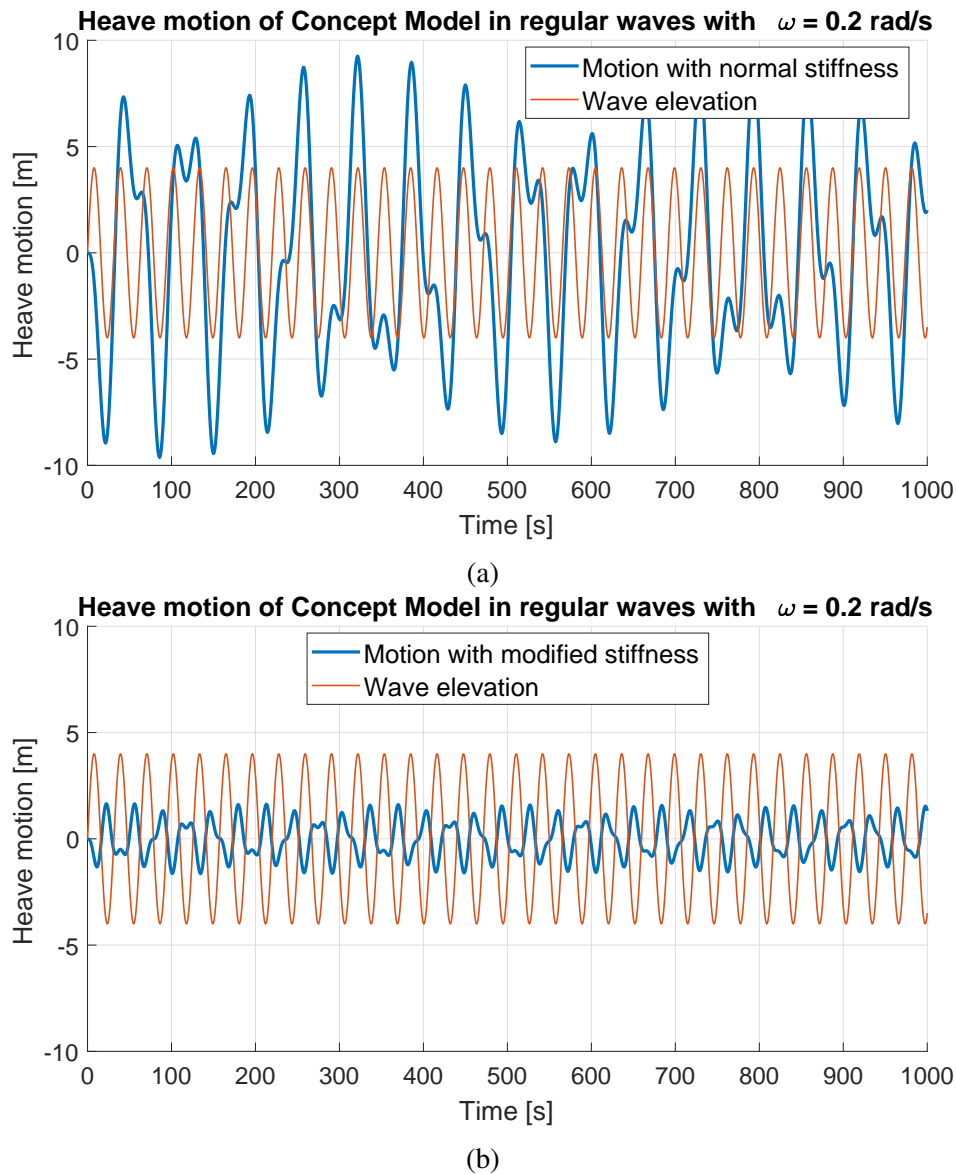 Heave motion of Concept Model in regular waves with ω = 0.2 rad/s
10
Motion with normal stiffness
Wave elevation
5
Heave motion [m]
0
-5
-10
0 100 200 300 400 500 600 700 800 900 1000
Time [s]
(a)
Heave motion of Concept Model in regular waves with ω = 0.2 rad/s
10
Motion with modified stiffness
Wave elevation
5
Heave motion [m]
0
-5
-10
0 100 200 300 400 500 600 700 800 900 1000
Time [s]
(b)